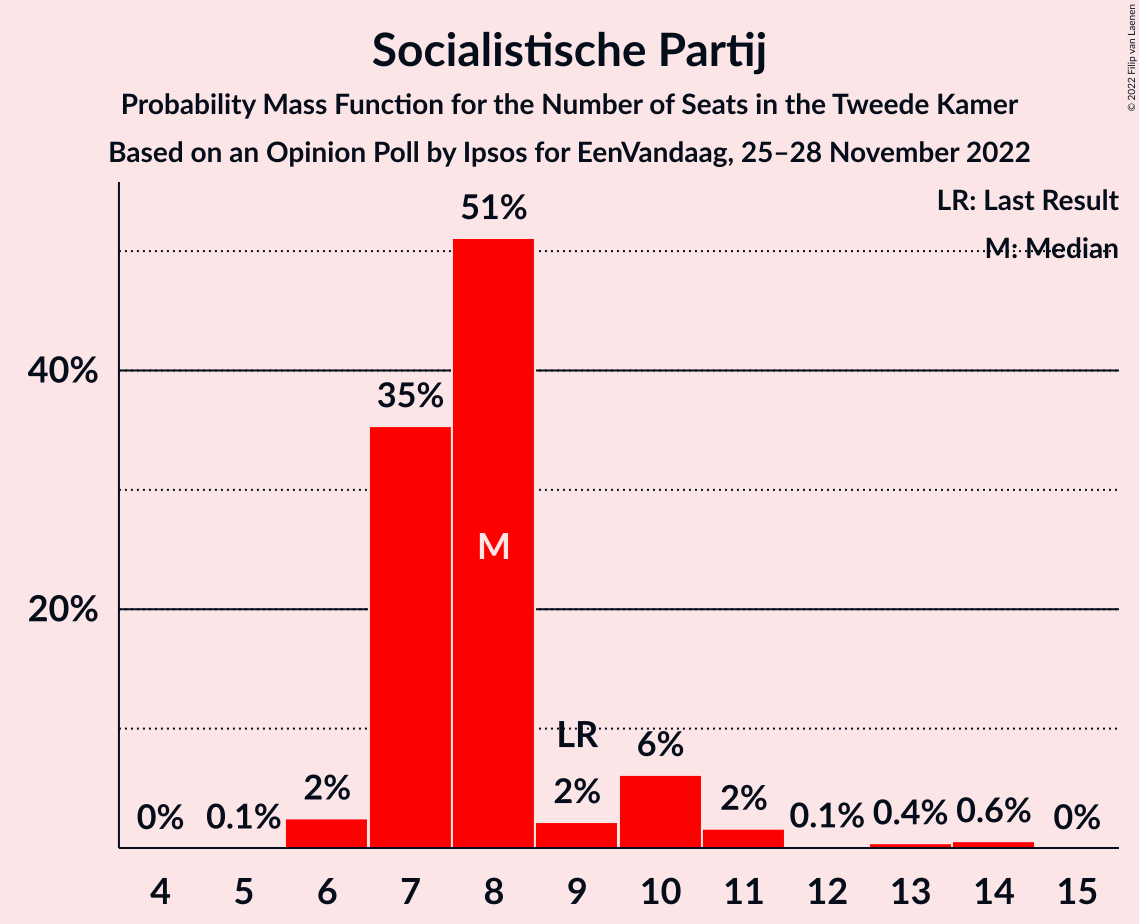 Socialistische Partij
Probability Mass Function for the Number of Seats in the Tweede Kamer
Based on an Opinion Poll by Ipsos for EenVandaag, 25–28 November 2022
© 2022 Filip van Laenen
LR: Last Result
M: Median
51%
40%
35%
M
20%
LR
6%
2%
2%
2%
0%
0.1%
0.1%
0.4%
0.6%
0%
4 5 6 7 8 9 10 11 12 13 14 15